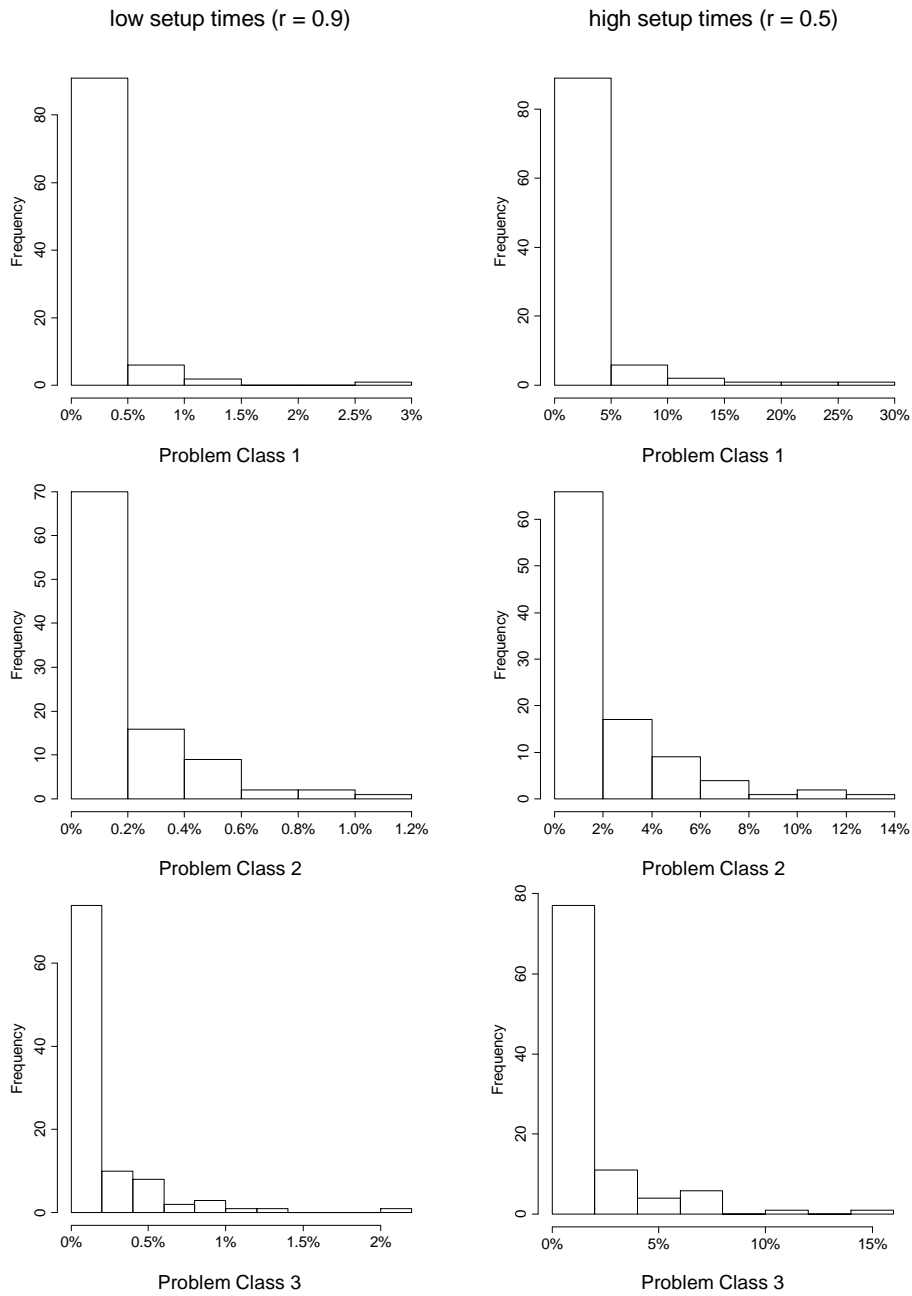 low setup times (r = 0.9)
high setup times (r = 0.5)
Frequency
0 20 40 60 80
0% 0.5% 1% 1.5% 2% 2.5% 3%
Problem Class 1
Frequency
0 20 40 60 80
0% 5% 10% 15% 20% 25% 30%
Problem Class 1
Frequency
0 10 20 30 40 50 60 70
0% 0.2% 0.4% 0.6% 0.8% 1.0% 1.2%
Problem Class 2
Frequency
0 10 20 30 40 50 60
0% 2% 4% 6% 8% 10% 12% 14%
Problem Class 2
Frequency
0 20 40 60
0% 0.5% 1% 1.5% 2%
Problem Class 3
Frequency
0 20 40 60 80
0% 5% 10% 15%
Problem Class 3